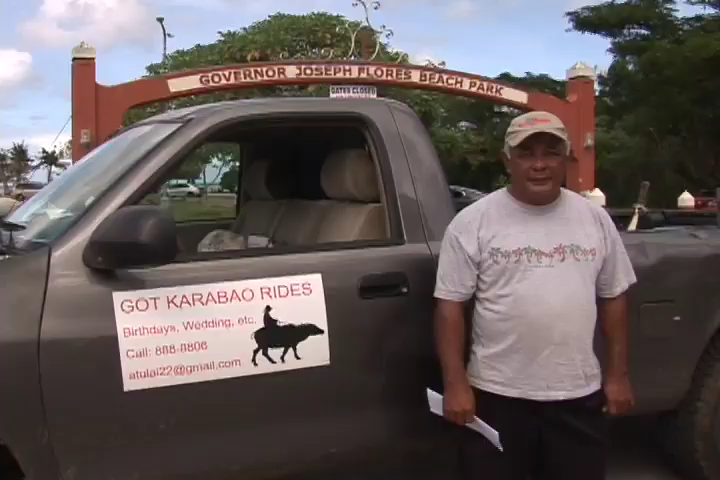 GOVERNOR JOSEPH FLORES BEACH PARK
GATES CLOSED
GOT KARABAO RIDES
Birthdays, Wedding, etc.
Call: 888-8806
atulai22@gmail.com